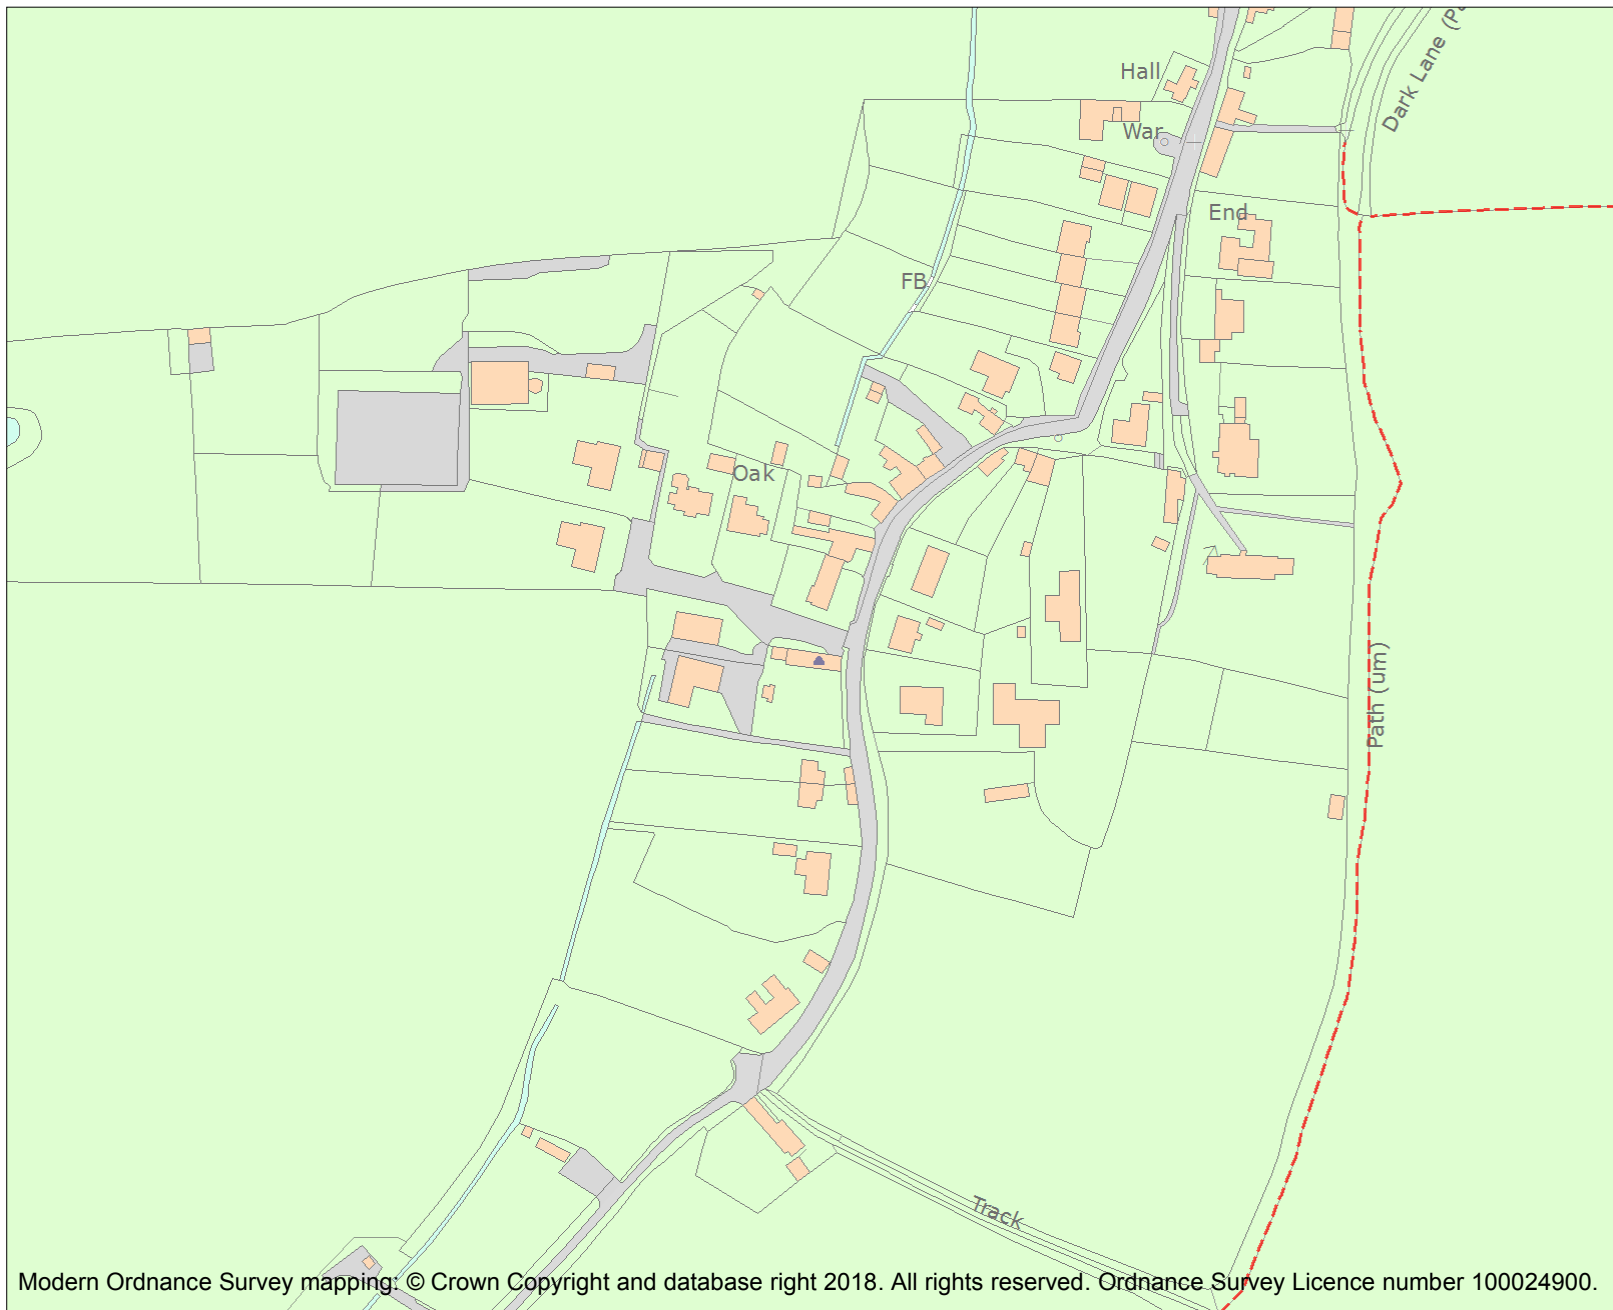 Hall
Dark Lane
War
End
FB
Oak
Path (um)
Track
Modern Ordnance Survey mapping: © Crown Copyright and database right 2018. All rights reserved. Ordnance Survey Licence number 100024900.